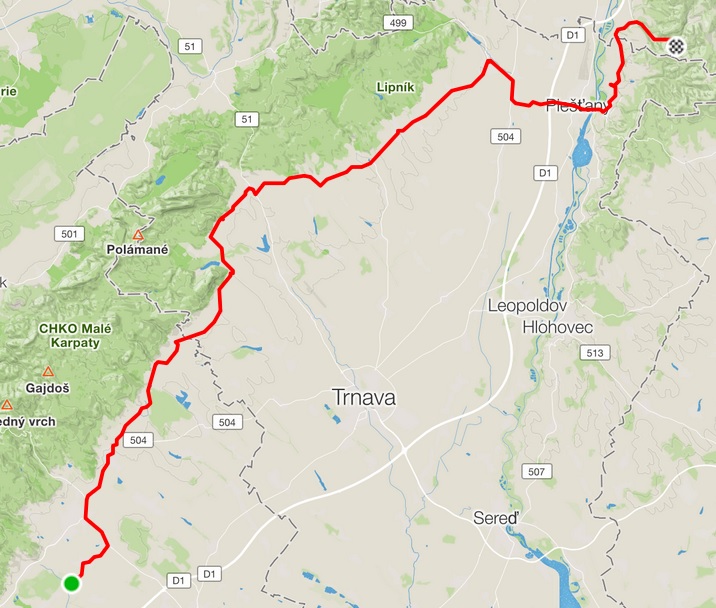 499
D1
51
rie
Lipník
51
Piešťany
504
D1
501
Polámané
k
Leopoldov
Hlohovec
CHKO Malé
Karpaty
513
Gajdoš
Trnava
edný vrch
504
504
507
Sereď
D1
D1